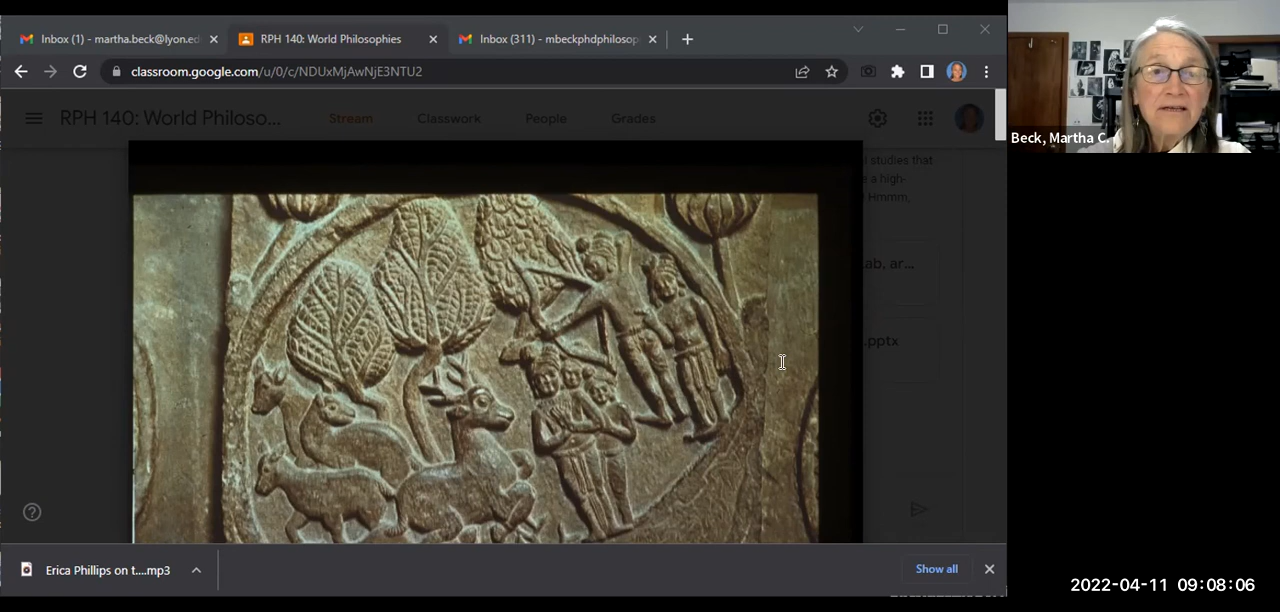 Inbox (1) - martha.beck@lyon.ed
RPH 140: World Philosophies
Inbox (311) - mbeckphdphilosop
classroom.google.com/u/0/c/NDUxMjAwNjE3NTU2
RPH 140: World Philoso...
Stream
Classwork
People
Grades
Beck, Martha C.
l studies that
e a high-
Hmmm.
ab, ar...
.pptx
Erica Phillips on t....mp3
Show all
2022-04-11 09:08:06